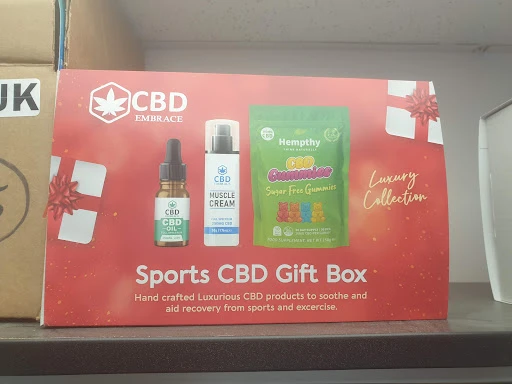 UK
CBD
EMBRACE
Hempthy
CBD
Gummies
Sugar Free Gummies
CBD
MUSCLE
CREAM
CBD
OIL
Luxury
Collection
Sports CBD Gift Box
Hand crafted Luxurious CBD products to soothe and
aid recovery from sports and excercise.